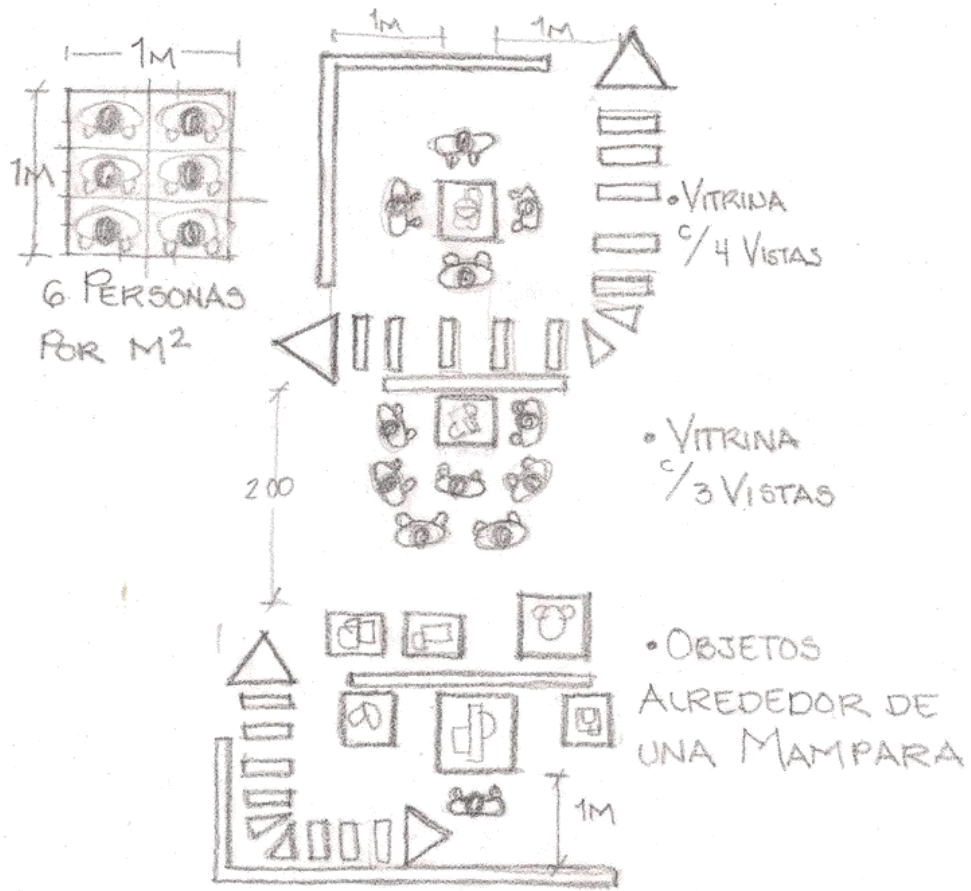 1M
1M
6 PERSONAS
POR M²
1M
1M
• VITRINA
c/4 VISTAS
200
• VITRINA
c/3 VISTAS
• OBJETOS
ALREDEDOR DE
UNA MAMPARA
1M